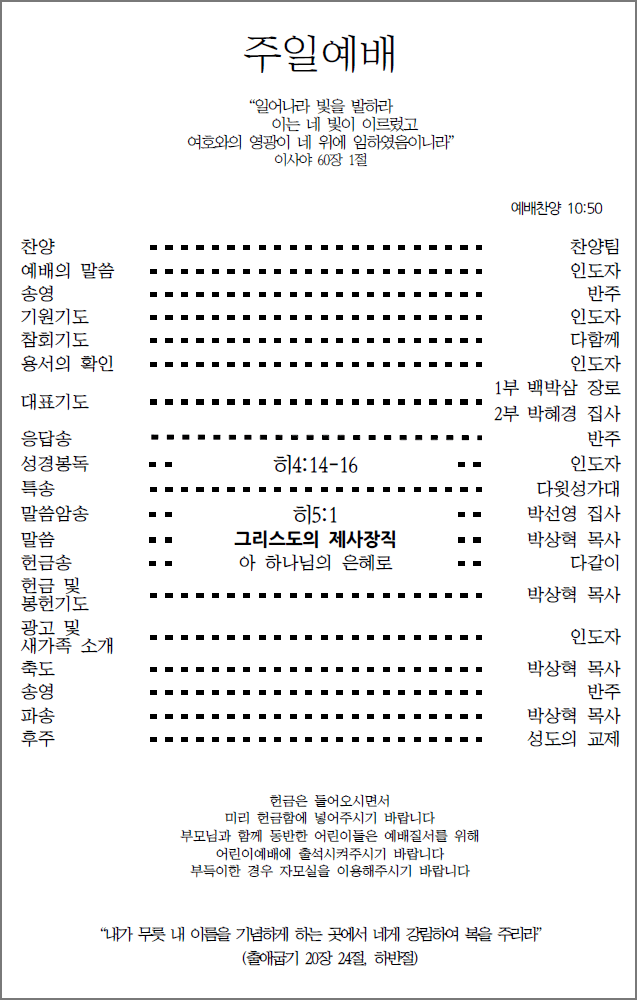 주일예배
“일어나라 빛을 발하라
이는 네 빛이 이르렀고
여호와의 영광이 네 위에 임하였음이니라”
이사야 60장 1절
예배찬양 10:50
찬양 찬양팀
예배의 말씀 인도자
송영 반주
기원기도 인도자
참회기도 다함께
용서의 확인 인도자
대표기도 1부 백박삼 장로
2부 박혜경 집사
응답송 반주
성경봉독 히4:14-16 인도자
특송 다윗성가대
말씀암송 히5:1 박선영 집사
말씀 그리스도의 제사장직 박상혁 목사
헌금송 아 하나님의 은혜로 다같이
헌금 및
봉헌기도 박상혁 목사
광고 및
새가족 소개 인도자
축도 박상혁 목사
송영 반주
파송 박상혁 목사
후주 성도의 교제
헌금은 들어오시면서
미리 헌금함에 넣어주시기 바랍니다
부모님과 함께 동반한 어린이들은 예배질서를 위해
어린이예배에 출석시켜주시기 바랍니다
부득이한 경우 자모실을 이용해주시기 바랍니다
“내가 무릇 내 이름을 기념하게 하는 곳에서 네게 강림하여 복을 주리라”
(출애굽기 20장 24절, 하반절)